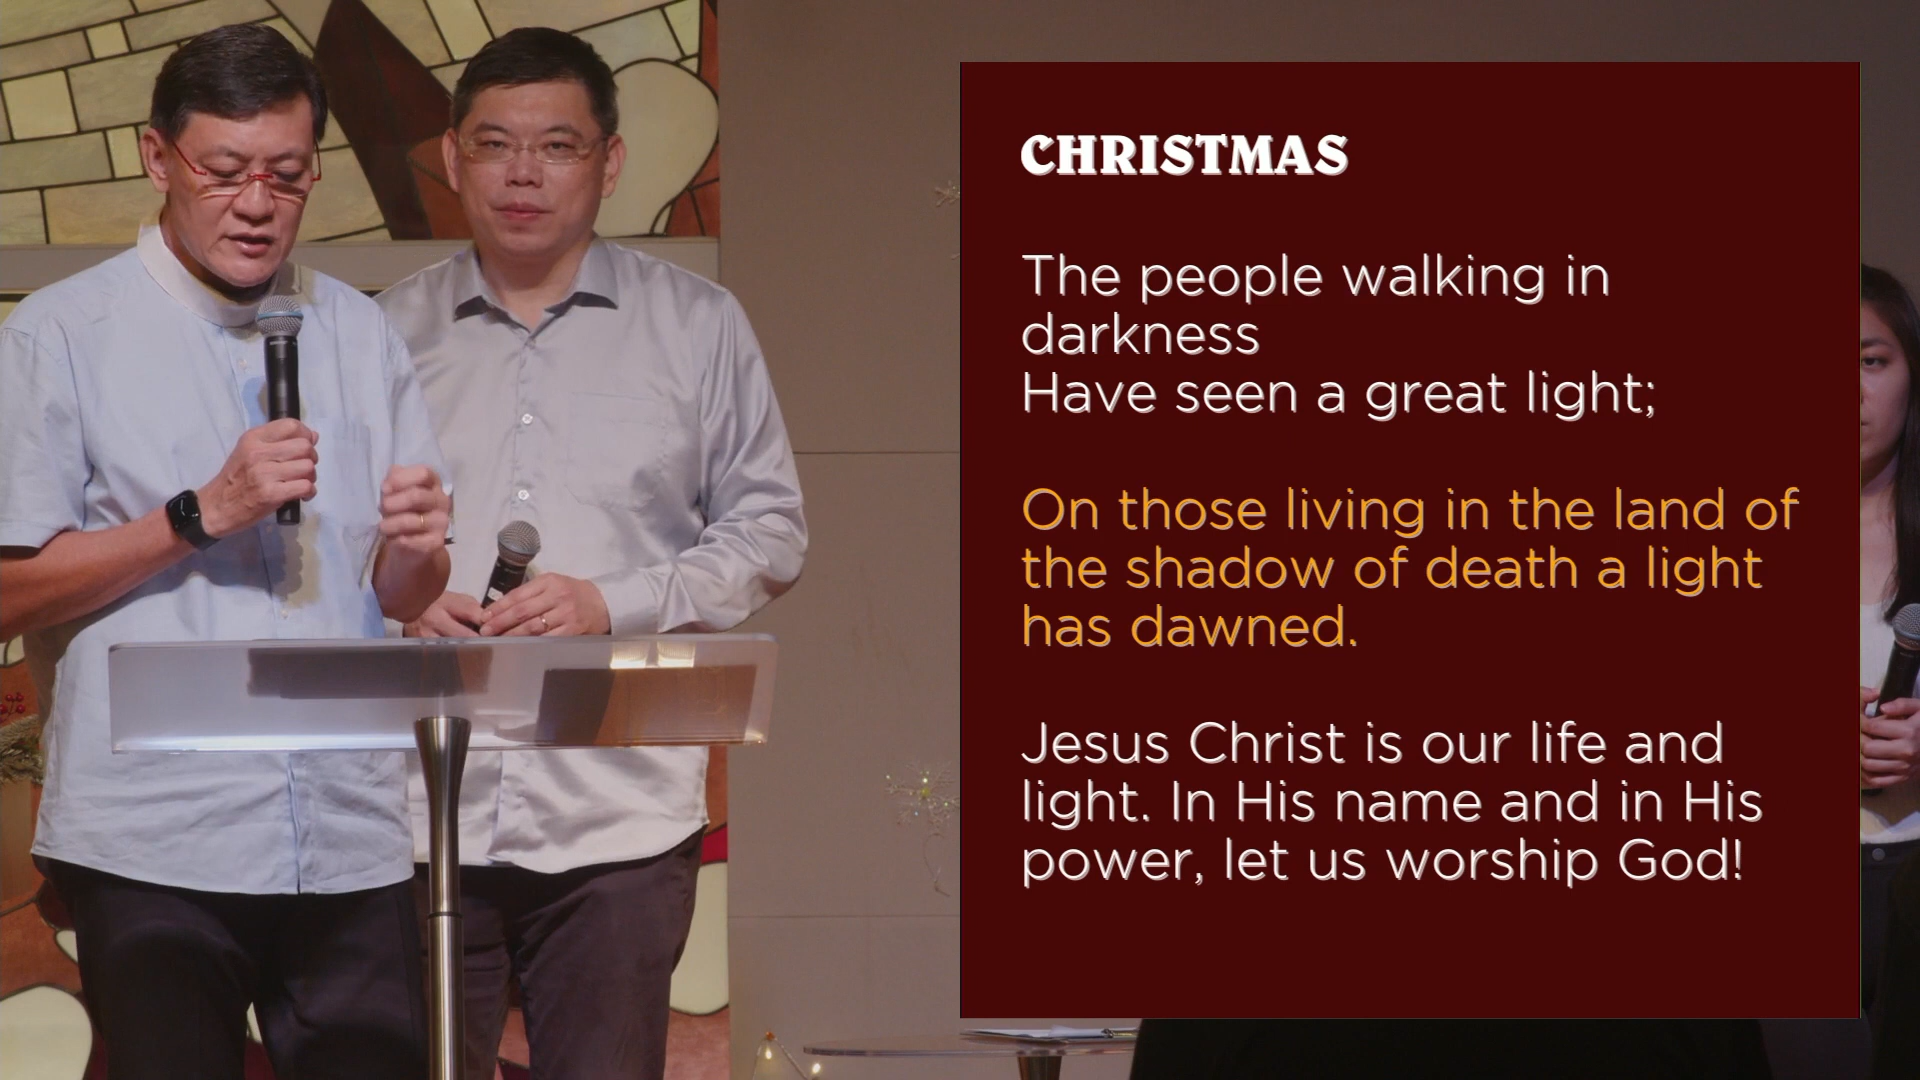 CHRISTMAS
The people walking in
darkness
Have seen a great light;
On those living in the land of
the shadow of death a light
has dawned.
Jesus Christ is our life and
light. In His name and in His
power, let us worship God!